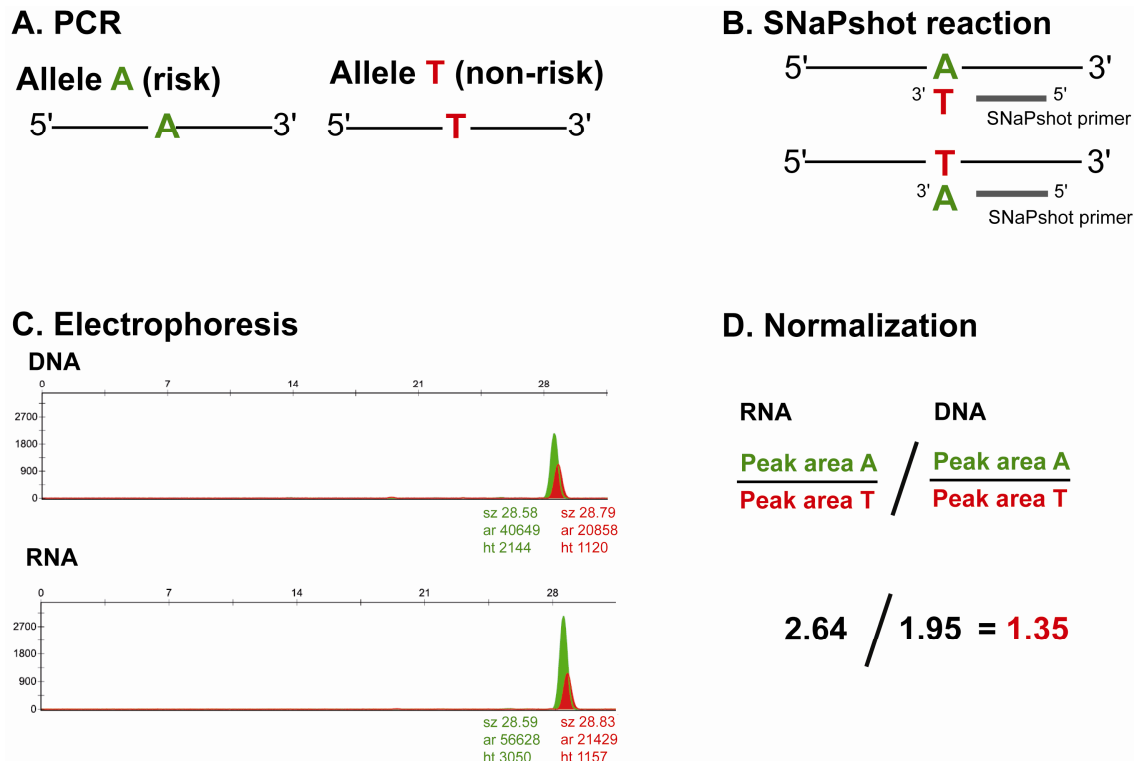 A. PCR
Allele A (risk)
5' A 3'
Allele T (non-risk)
5' T 3'
B. SNaPshot reaction
5' A 3'
3' T 5'
SNaPshot primer
5' T 3'
3' A 5'
SNaPshot primer
C. Electrophoresis
DNA
0 7 14 21 28
2700
1800
900
0
sz 28.58 sz 28.79
ar 40649 ar 20858
ht 2144 ht 1120
RNA
0 7 14 21 28
2700
1800
900
0
sz 28.59 sz 28.83
ar 56628 ar 21429
ht 3050 ht 1157
D. Normalization
RNA DNA
Peak area A / Peak area A
Peak area T Peak area T
2.64 / 1.95 = 1.35